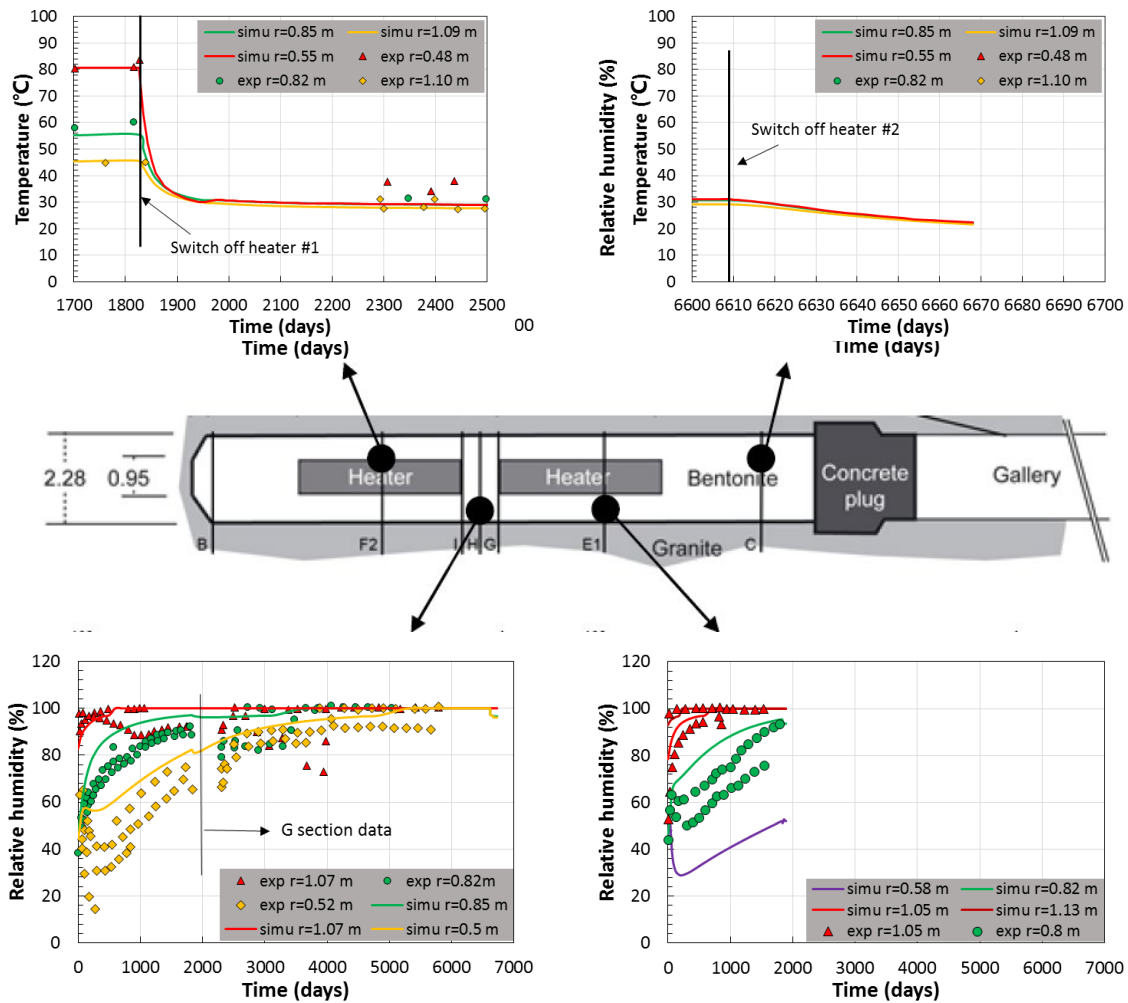 simu r=0.85 m simu r=1.09 m
simu r=0.55 m exp r=0.48 m
exp r=0.82 m exp r=1.10 m
100
90
80
70
60
50
40
30
20
10
0
Temperature (℃)
Switch off heater #1
1700 1800 1900 2000 2100 2200 2300 2400 2500
Time (days)
00
Time (days)
simu r=0.85 m simu r=1.09 m
simu r=0.55 m exp r=0.48 m
exp r=0.82 m exp r=1.10 m
100
90
80
70
60
50
40
30
20
10
0
Relative humidity (%)
Temperature (℃)
Switch off heater #2
6600 6610 6620 6630 6640 6650 6660 6670 6680 6690 6700
Time (days)
Time (days)
2.28 0.95
Heater Heater Bentonite Concrete plug Gallery
B F2 I H G E1 Granite C
120
100
80
60
40
20
0
Relative humidity (%)
G section data
exp r=1.07 m exp r=0.82m
exp r=0.52 m simu r=0.85 m
simu r=1.07 m simu r=0.5 m
0 1000 2000 3000 4000 5000 6000 7000
Time (days)
120
100
80
60
40
20
0
Relative humidity (%)
simu r=0.58 m simu r=0.82 m
simu r=1.05 m simu r=1.13 m
exp r=1.05 m exp r=0.8 m
0 1000 2000 3000 4000 5000 6000 7000
Time (days)